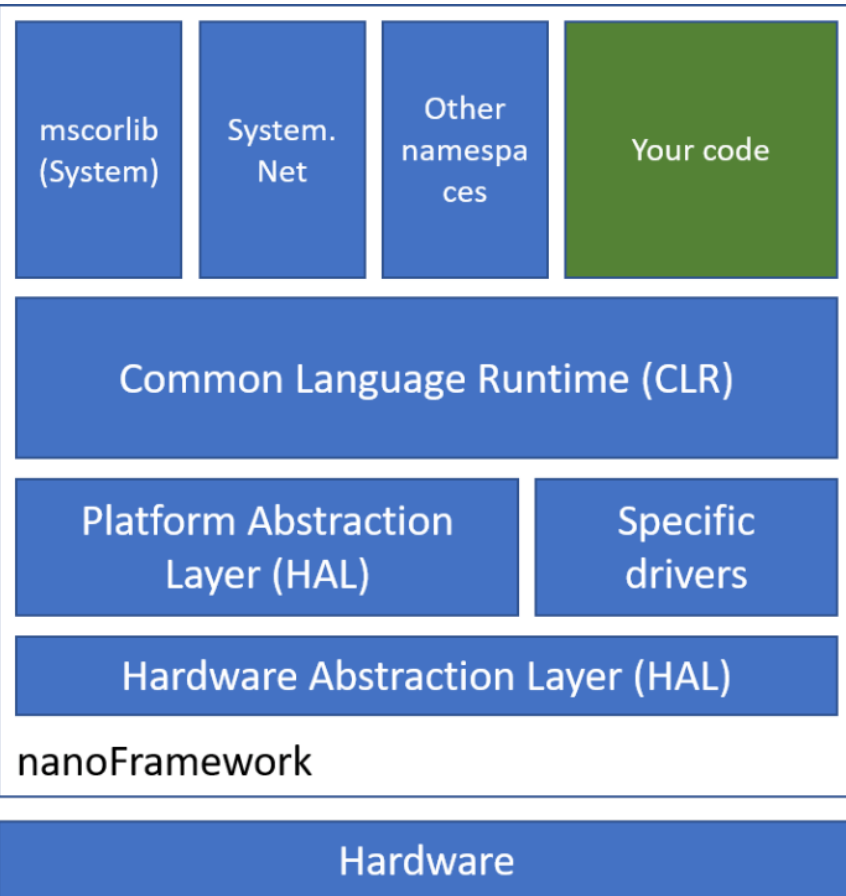 mscorlib
(System)
System.
Net
Other
namespa
ces
Your code
Common Language Runtime (CLR)
Platform Abstraction
Layer (HAL)
Specific
drivers
Hardware Abstraction Layer (HAL)
nanoFramework
Hardware